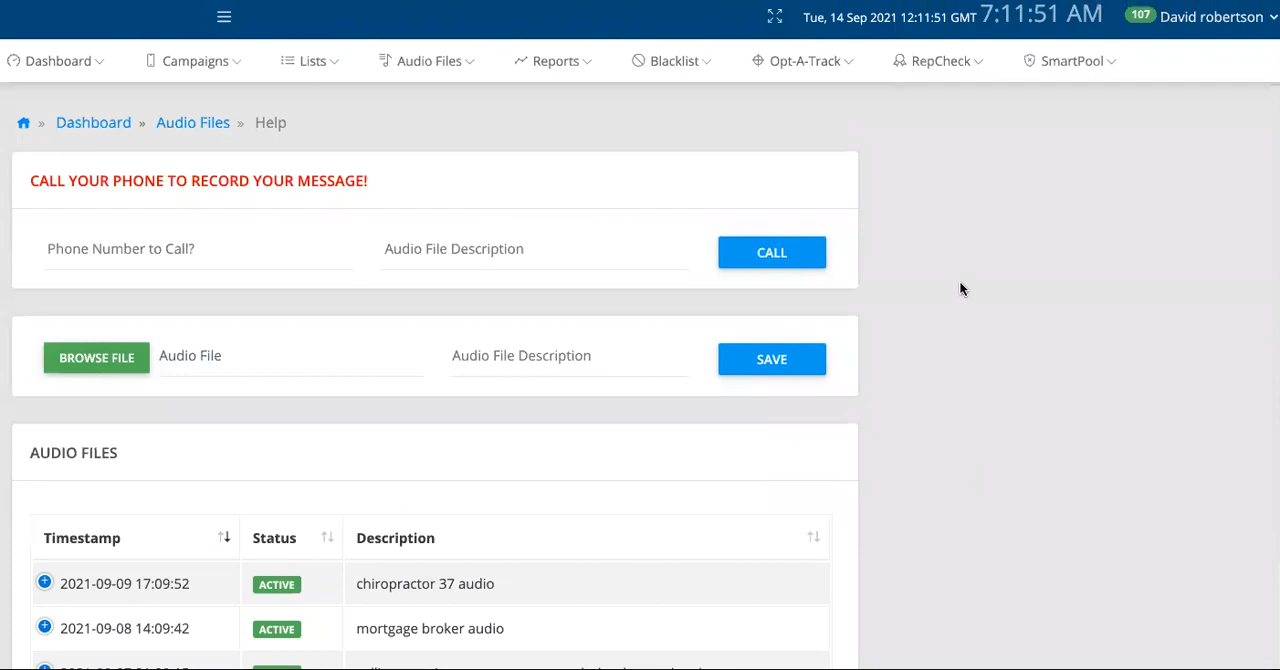 Tue, 14 Sep 2021 12:11:51 GMT 7:11:51 AM 107 David robertson
Dashboard Campaigns Lists Audio Files Reports Blacklist Opt-A-Track RepCheck SmartPool
» Dashboard » Audio Files » Help
CALL YOUR PHONE TO RECORD YOUR MESSAGE!
Phone Number to Call? Audio File Description CALL
BROWSE FILE Audio File Audio File Description SAVE
AUDIO FILES
Timestamp Status Description
2021-09-09 17:09:52 ACTIVE chiropractor 37 audio
2021-09-08 14:09:42 ACTIVE mortgage broker audio